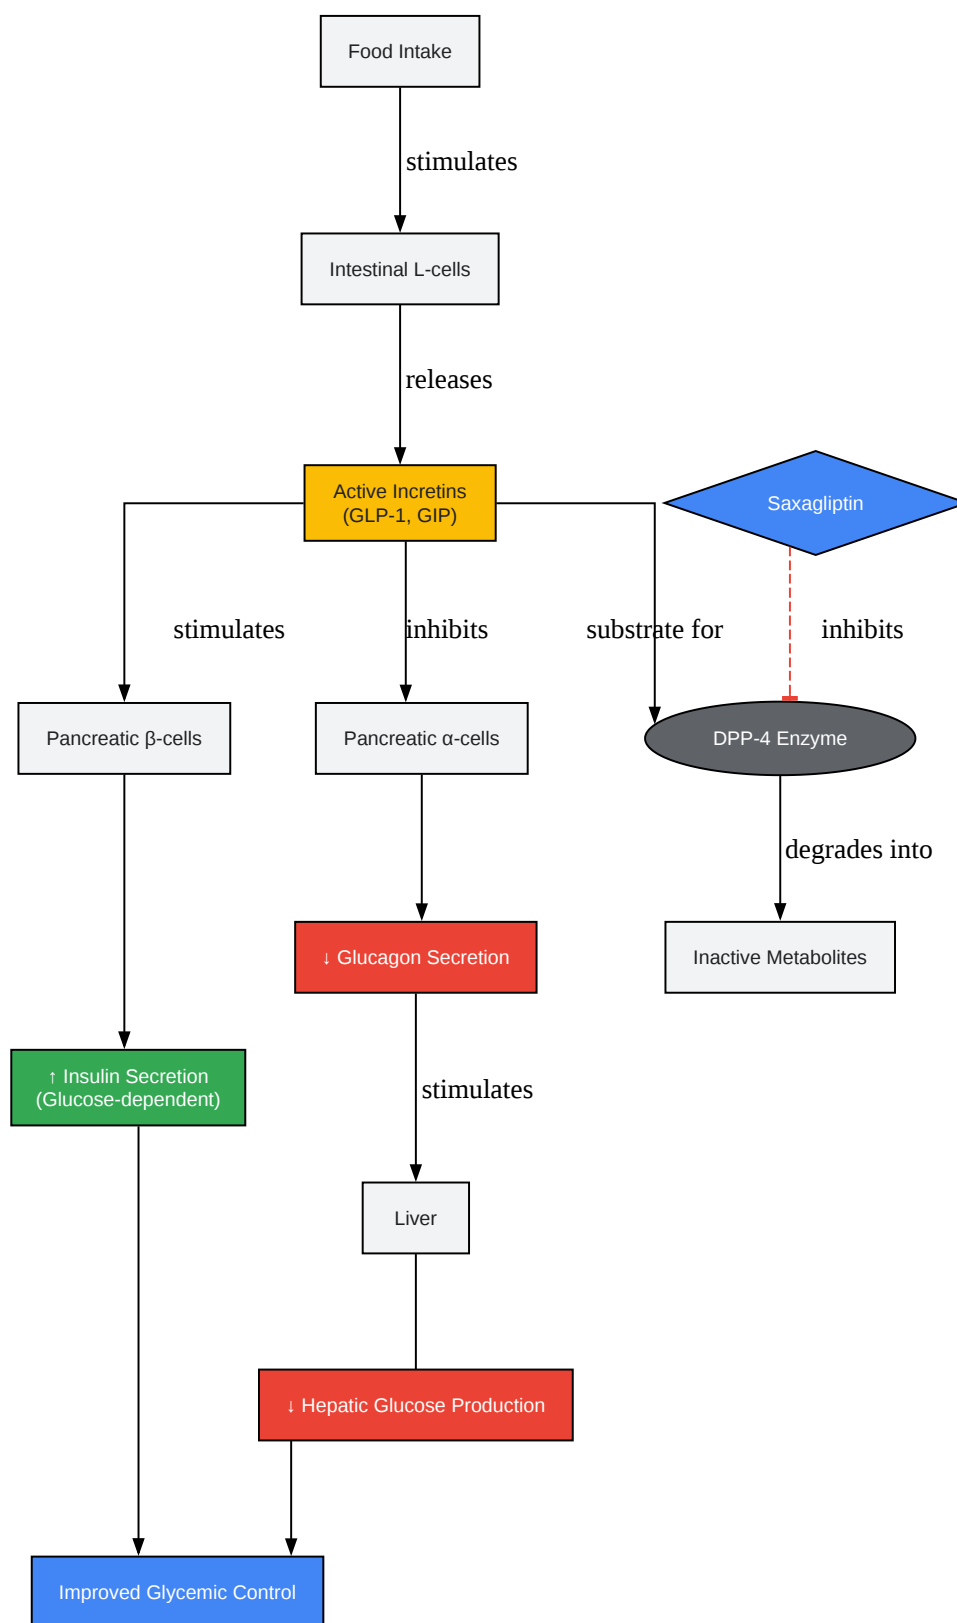 Food Intake
stimulates
Intestinal L-cells
releases
Active Incretins
(GLP-1, GIP)
Saxagliptin
stimulates
inhibits
substrate for
inhibits
Pancreatic β-cells
Pancreatic α-cells
DPP-4 Enzyme
degrades into
↓ Glucagon Secretion
Inactive Metabolites
↑ Insulin Secretion
(Glucose-dependent)
stimulates
Liver
↓ Hepatic Glucose Production
Improved Glycemic Control